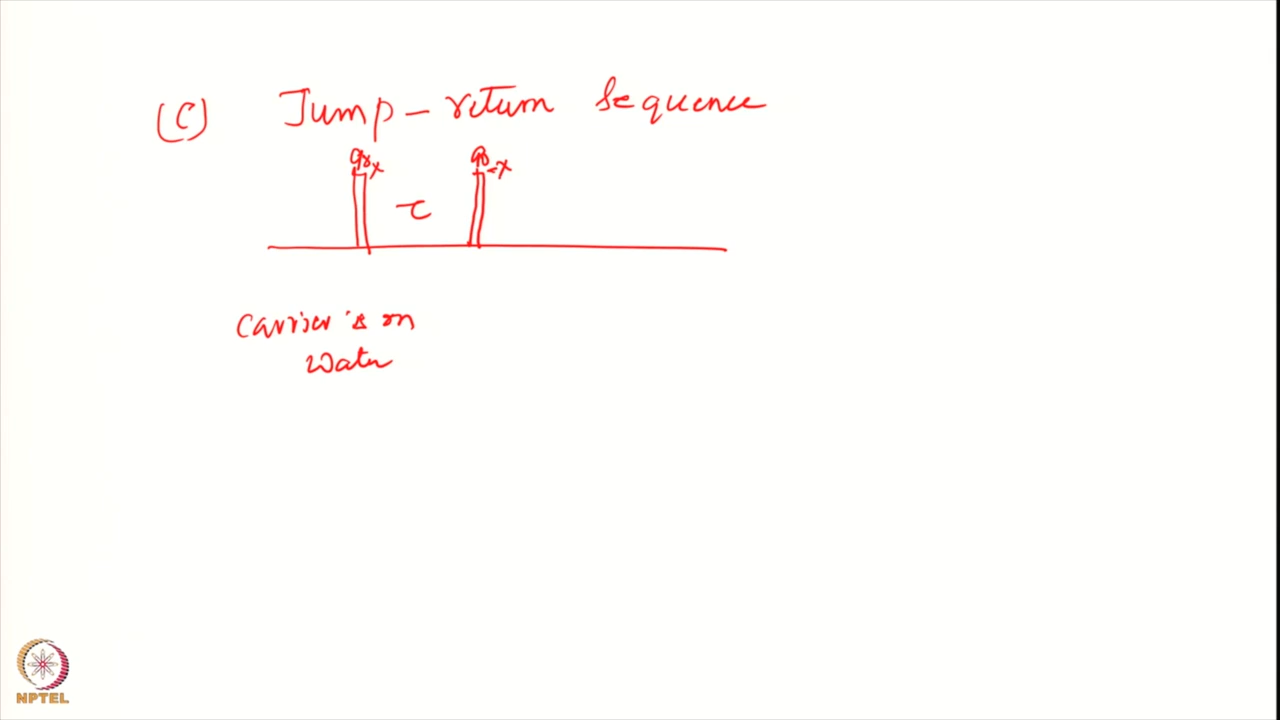 (C) Jump - return Sequence
90x 90-x
τ
Carrier is on
Water
NPTEL